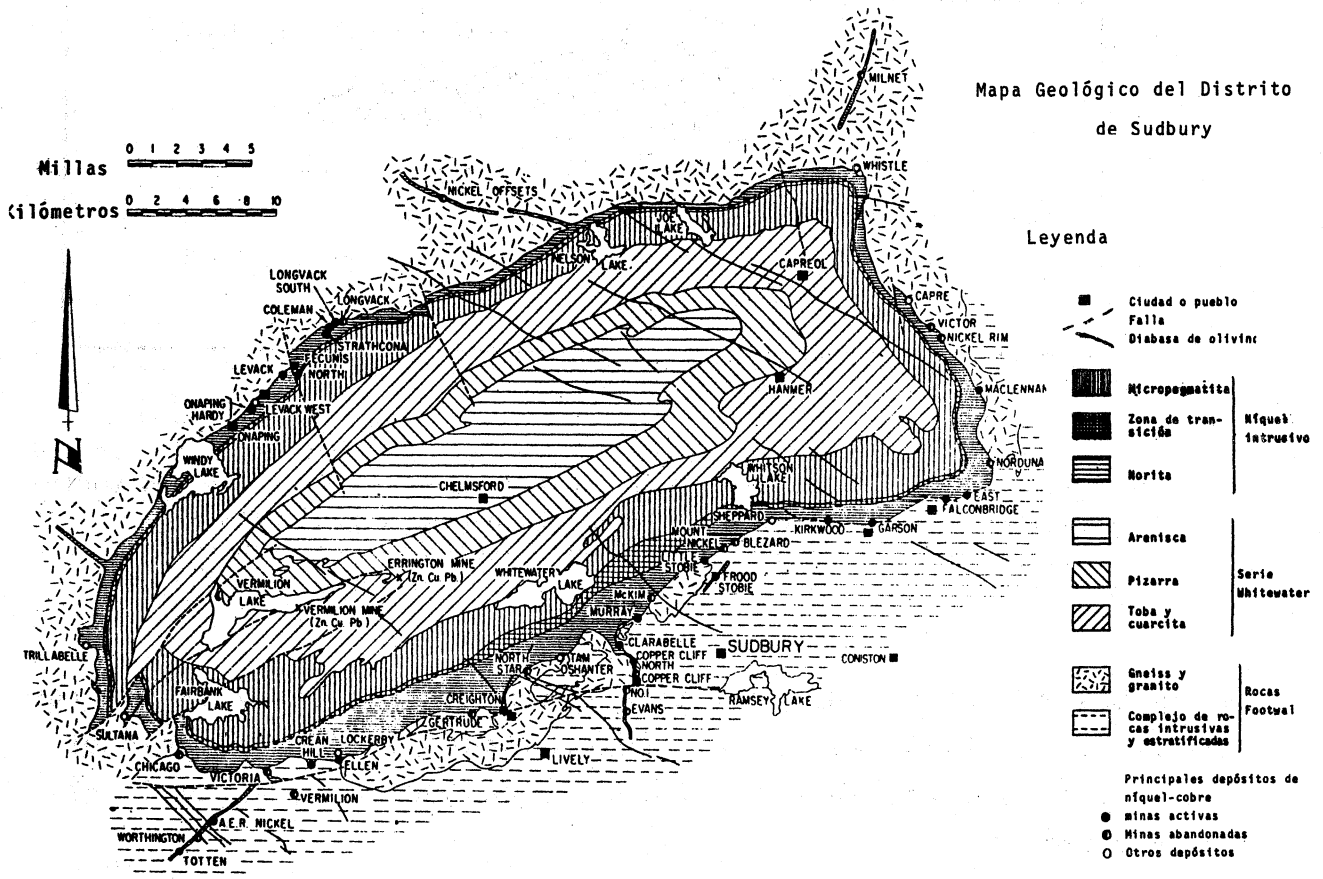 Mapa Geológico del Distrito
de Sudbury
Millas
0 1 2 3 4 5
Kilómetros
0 2 4 6 8 10
N
MILNET
WHISTLE
NICKEL OFFSETS
JOE
LAKE
NELSON
LAKE
CAPREOL
LONGVACK
SOUTH
COLEMAN
LONGVACK
STRATHCONA
FECUNIS
NORTH
LEVACK
ONAPING
HARDY
LEVACK WEST
ONAPING
WINDY
LAKE
CAPRE
VICTOR
NICKEL RIM
MACLENNAN
HANMER
NORDUNA
CHELMSFORD
WHITSON
LAKE
EAST
FALCONBRIDGE
SHEPPARD
KIRKWOOD
GARSON
MOUNT
NICKEL
BLEZARD
LITTLE
STOBIE
FROOD
STOBIE
ERRINGTON MINE
(Zn. Cu. Pb.)
WHITEWATER
LAKE
VERMILION
LAKE
VERMILION MINE
(Zn. Cu. Pb.)
McKIM
MURRAY
CLARABELLE
COPPER CLIFF
NORTH
COPPER CLIFF
NO.1
EVANS
SUDBURY
CONISTON
RAMSEY
LAKE
TRILLABELLE
NORTH
STAR
TAM
O'SHANTER
CREIGHTON
GERTRUDE
FAIRBANK
LAKE
SULTANA
CHICAGO
VICTORIA
CREAN
HILL
LOCKERBY
ELLEN
LIVELY
VERMILION
A.E.R. NICKEL
WORTHINGTON
TOTTEN
Leyenda
Ciudad o pueblo
Falla
Diabasa de olivino
Micropegmatita
Zona de tran-
sición
Norita
Níquel
intrusivo
Arenisca
Pizarra
Toba y
cuarcita
Serie
Whitewater
Gneiss y
granito
Complejo de ro-
cas intrusivas
y estratificadas
Rocas
Footwal
Principales depósitos de
níquel-cobre
minas activas
Minas abandonadas
Otros depósitos